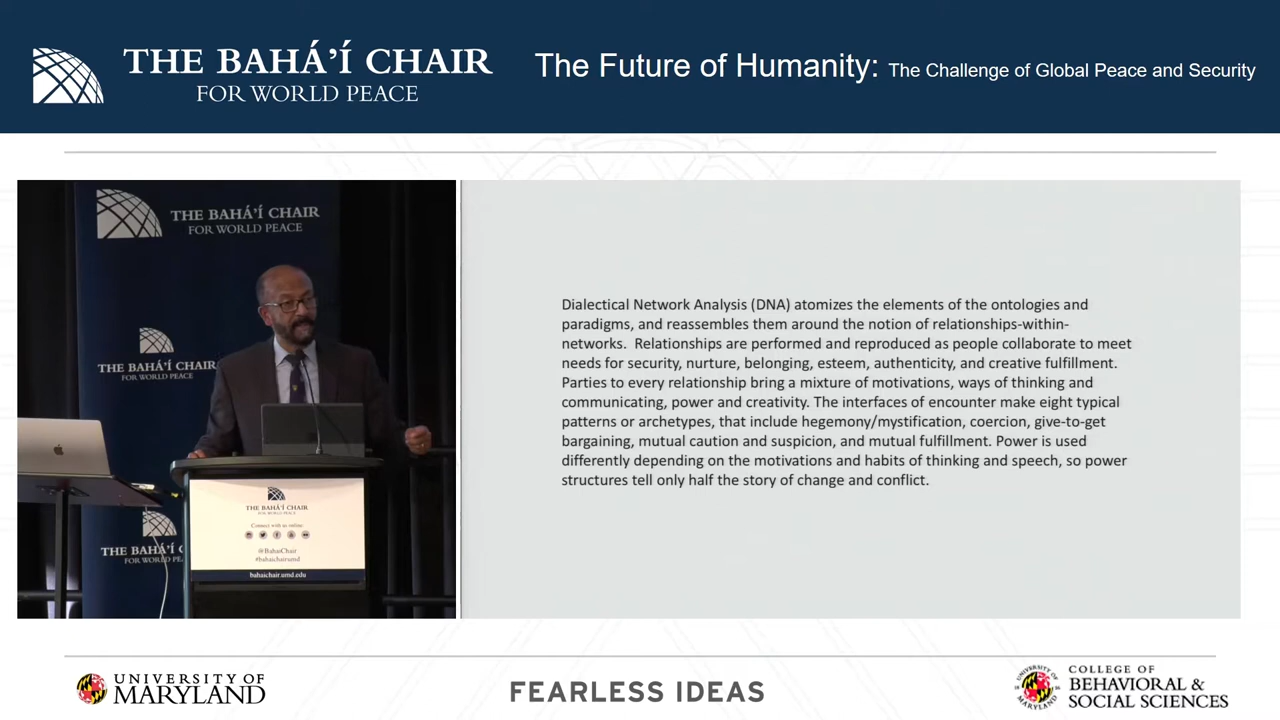 THE BAHÁ'Í CHAIR
FOR WORLD PEACE
The Future of Humanity: The Challenge of Global Peace and Security
THE BAHÁ'Í CHAIR
FOR WORLD PEACE
THE BAHÁ'Í CHAIR
FOR WORLD PEACE
THE BAHÁ'Í
FOR WORLD PE
THE BAHA'I CHAIR
FOR WORLD PEACE
Connect with us online:
@BahaiChair
#bahaichairumd
bahaichair.umd.edu
Dialectical Network Analysis (DNA) atomizes the elements of the ontologies and
paradigms, and reassembles them around the notion of relationships-within-
networks. Relationships are performed and reproduced as people collaborate to meet
needs for security, nurture, belonging, esteem, authenticity, and creative fulfillment.
Parties to every relationship bring a mixture of motivations, ways of thinking and
communicating, power and creativity. The interfaces of encounter make eight typical
patterns or archetypes, that include hegemony/mystification, coercion, give-to-get
bargaining, mutual caution and suspicion, and mutual fulfillment. Power is used
differently depending on the motivations and habits of thinking and speech, so power
structures tell only half the story of change and conflict.
UNIVERSITY OF
MARYLAND
FEARLESS IDEAS
COLLEGE OF
BEHAVIORAL &
SOCIAL SCIENCES